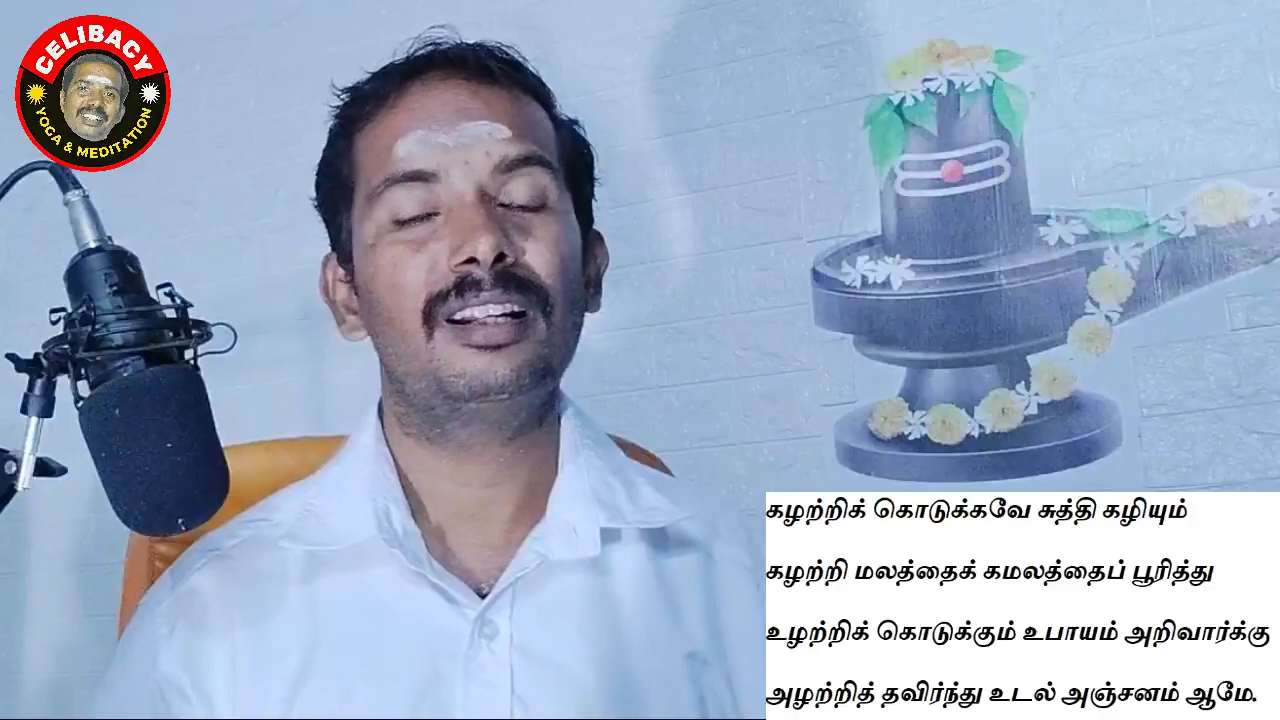 CELIBACY
YOGA & MEDITATION
கழற்றிக் கொடுக்கவே சுத்தி கழியும்
கழற்றி மலத்தைக் கமலத்தைப் பூரித்து
உழற்றிக் கொடுக்கும் உபாயம் அறிவார்க்கு
அழற்றித் தவிர்ந்து உடல் அஞ்சனம் ஆமே.